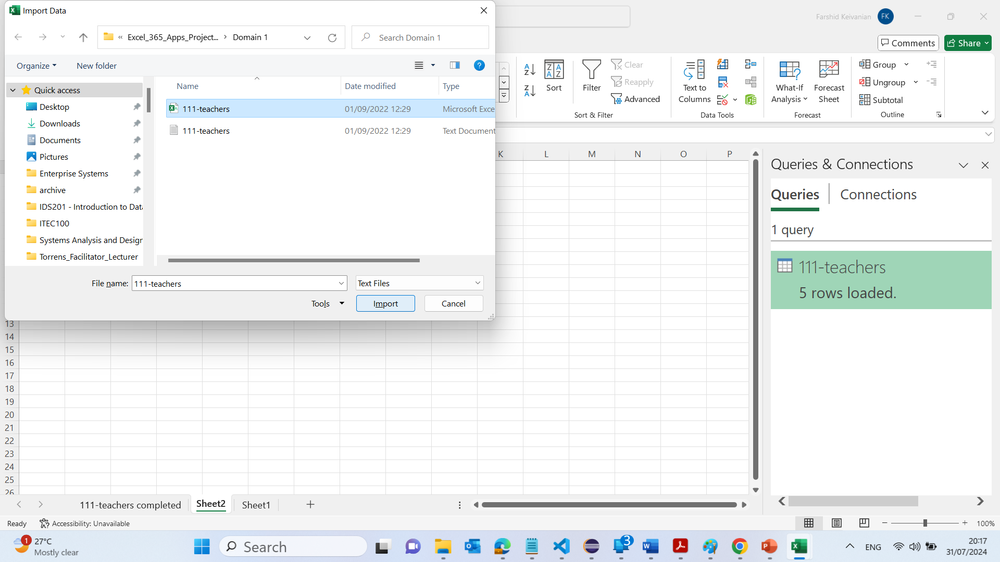 Import Data
« Excel_365_Apps_Project... › Domain 1
Search Domain 1
Organize
New folder
?
Quick access
Desktop
Downloads
Documents
Pictures
Enterprise Systems
archive
IDS201 - Introduction to Data
ITEC100
Systems Analysis and Design
Torrens_Facilitator_Lecturer
Name
Date modified
Type
111-teachers 01/09/2022 12:29 Microsoft Exce
111-teachers 01/09/2022 12:29 Text Document
File name: 111-teachers
Text Files
Tools
Import
Cancel
Farshid Keivanian
FK
Comments
Share
Sort
Filter
Clear
Reapply
Advanced
Sort & Filter
Text to
Columns
Data Tools
What-If
Analysis
Forecast
Sheet
Forecast
Group
Ungroup
Subtotal
Outline
K L M N O P
13
14
15
16
17
18
19
20
21
22
23
24
25
26
Queries & Connections
Queries
Connections
1 query
111-teachers
5 rows loaded.
111-teachers completed
Sheet2
Sheet1
Ready
Accessibility: Unavailable
100%
1
27°C
Mostly clear
Search
3
ENG
20:17
31/07/2024